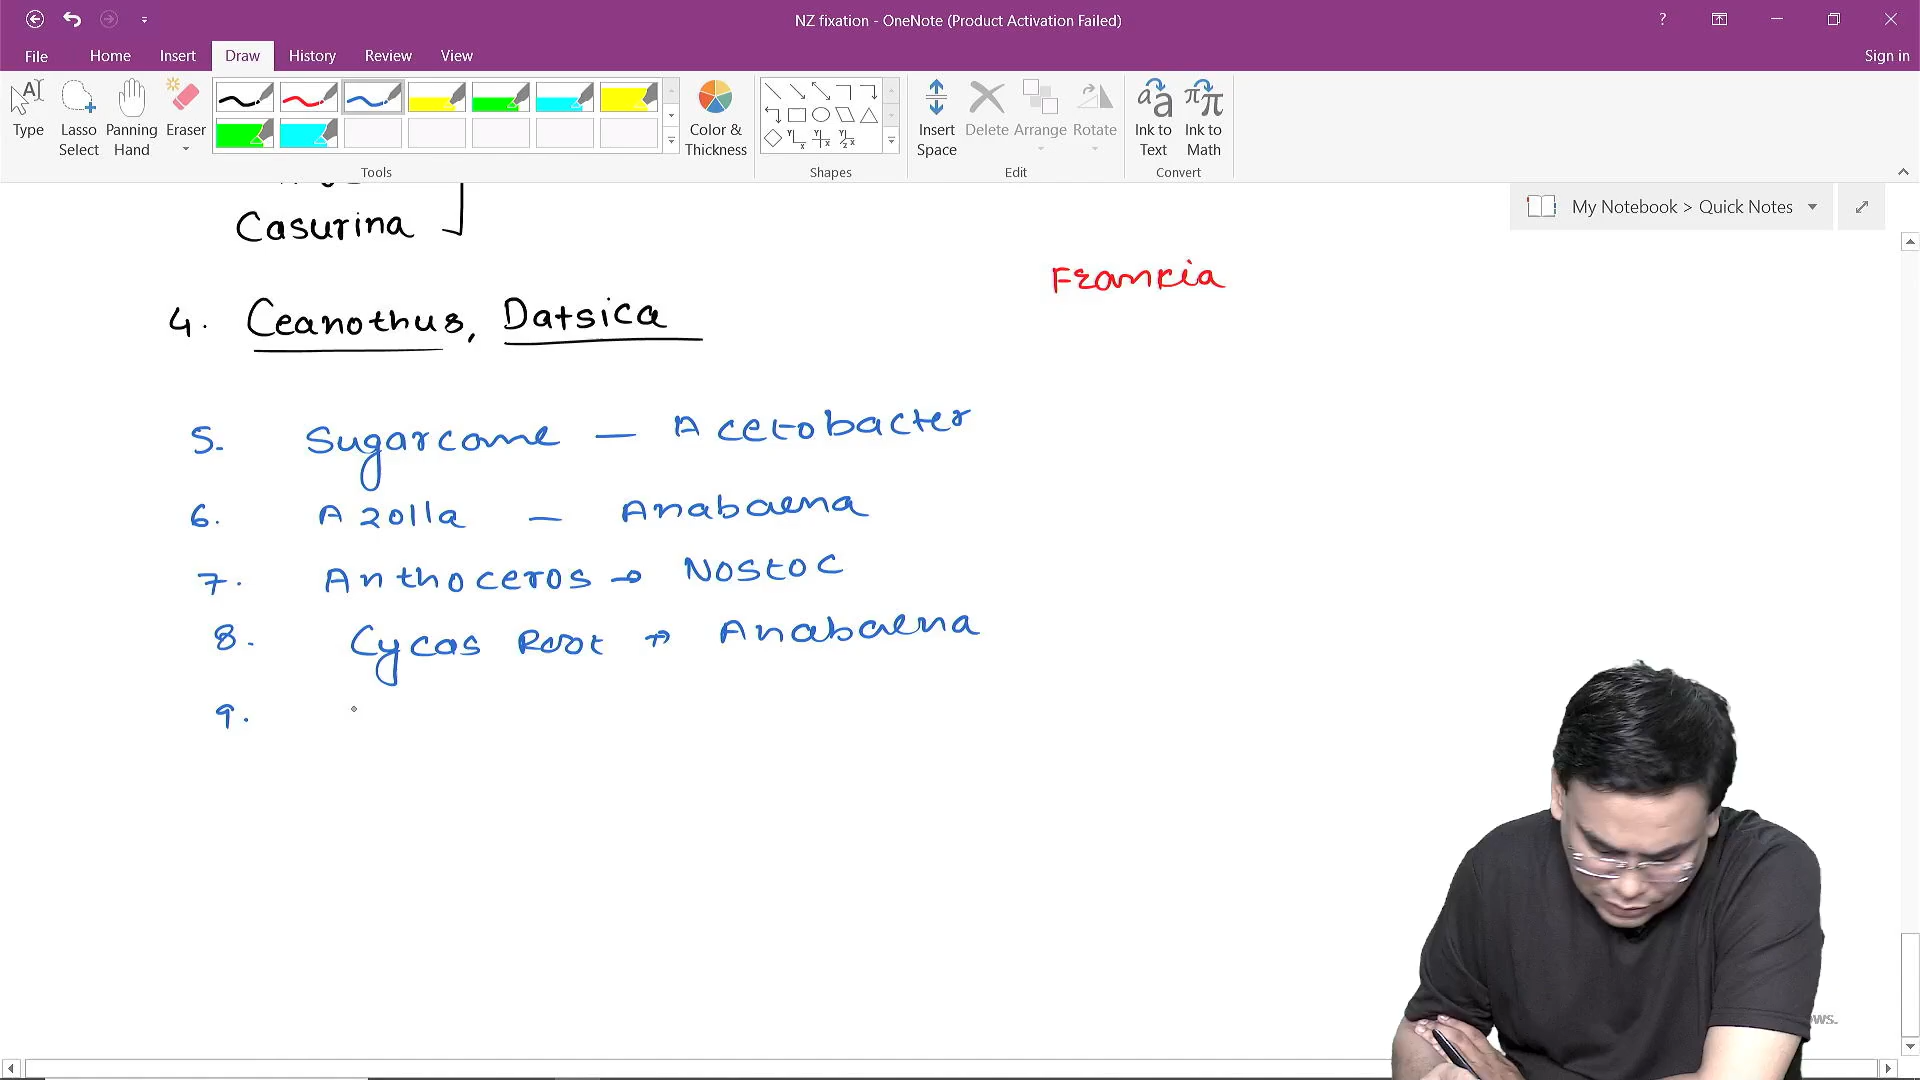 NZ fixation - OneNote (Product Activation Failed)
?
File
Home
Insert
Draw
History
Review
View
Sign in
Type
Lasso Select
Panning Hand
Eraser
Color & Thickness
Insert Space
Delete
Arrange
Rotate
Ink to Text
Ink to Math
Tools
Shapes
Edit
Convert
My Notebook > Quick Notes
Casurina
Frankia
4. Ceanothus, Datsica
5. Sugarcane — Acetobacter
6. Azolla — Anabaena
7. Anthoceros → Nostoc
8. Cycas Root → Anabaena
9.